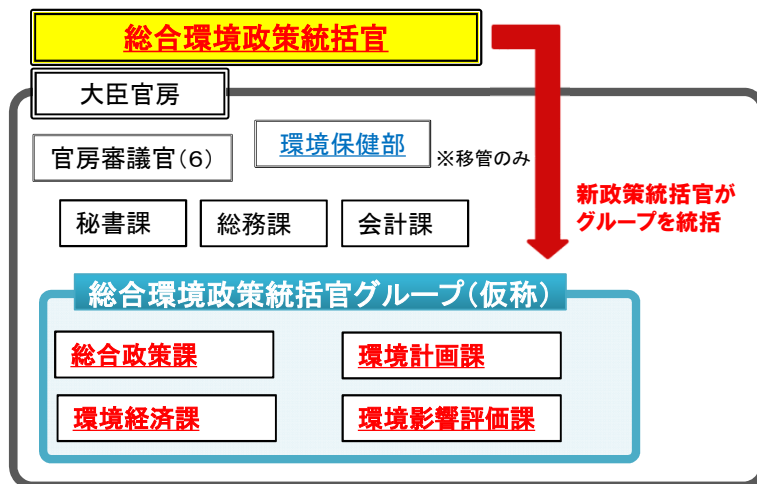 総合環境政策統括官
大臣官房
官房審議官(6)
環境保健部
※移管のみ
秘書課
総務課
会計課
新政策統括官が
グループを統括
総合環境政策統括官グループ(仮称)
総合政策課
環境計画課
環境経済課
環境影響評価課